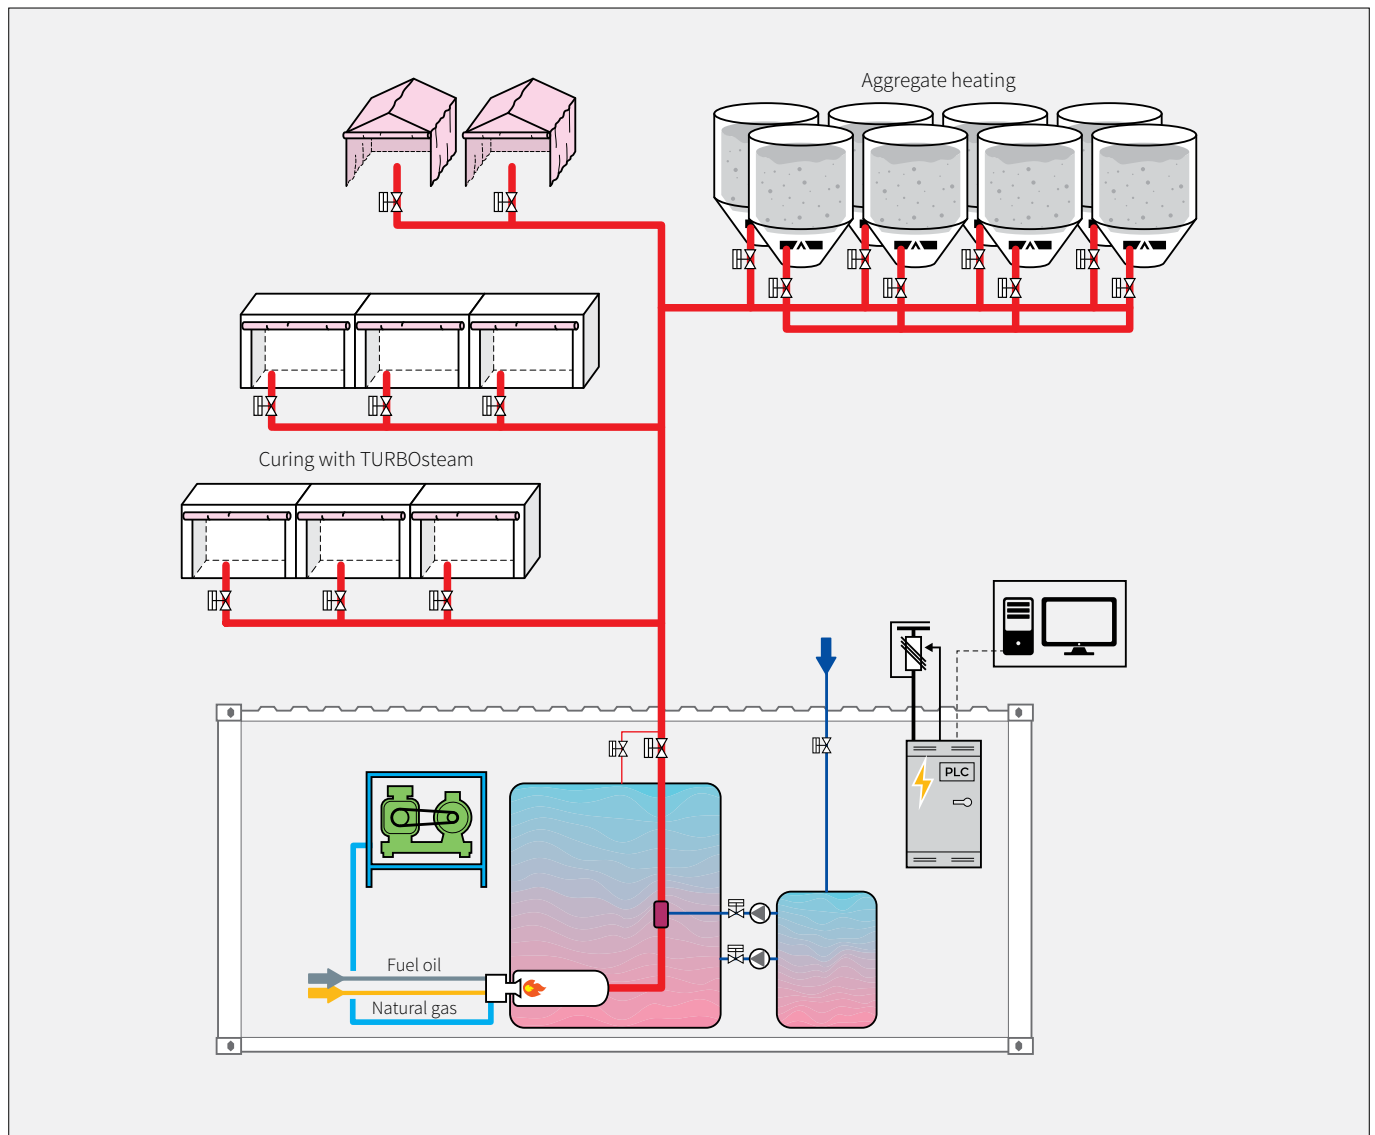 Aggregate heating
Curing with TURBOsteam
PLC
Fuel oil
Natural gas